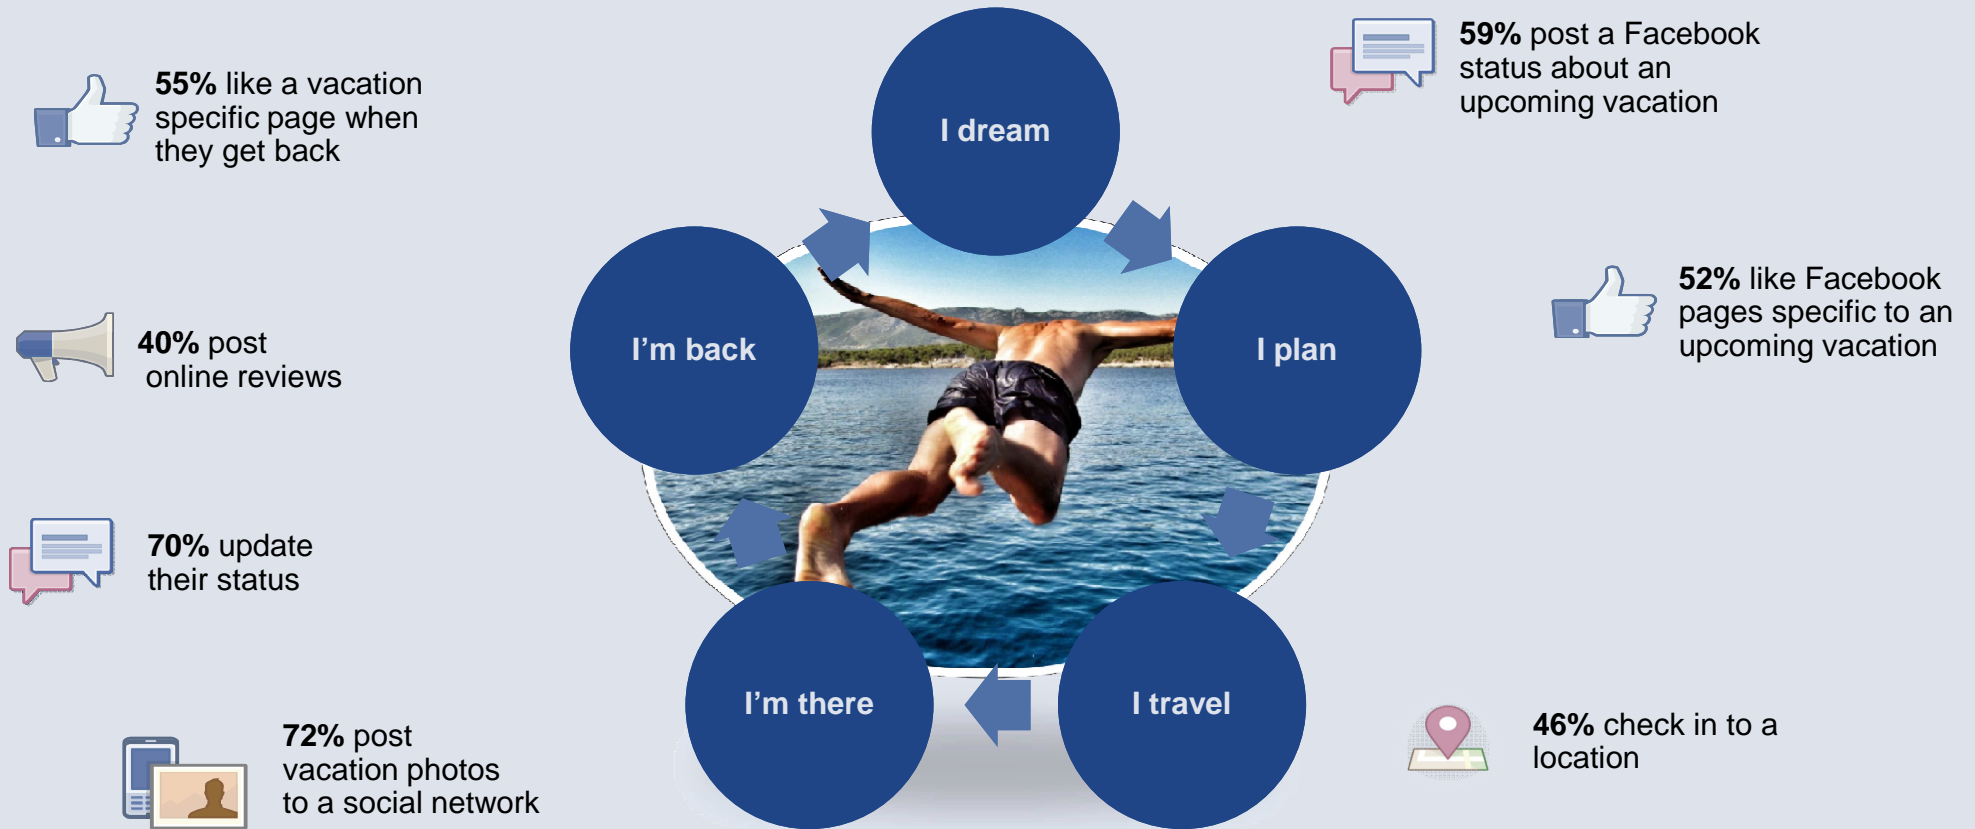 I dream
59% post a Facebook
status about an
upcoming vacation
55% like a vacation
specific page when
they get back
I plan
52% like Facebook
pages specific to an
upcoming vacation
I’m back
40% post
online reviews
70% update
their status
I’m there
I travel
46% check in to a
location
72% post
vacation photos
to a social network